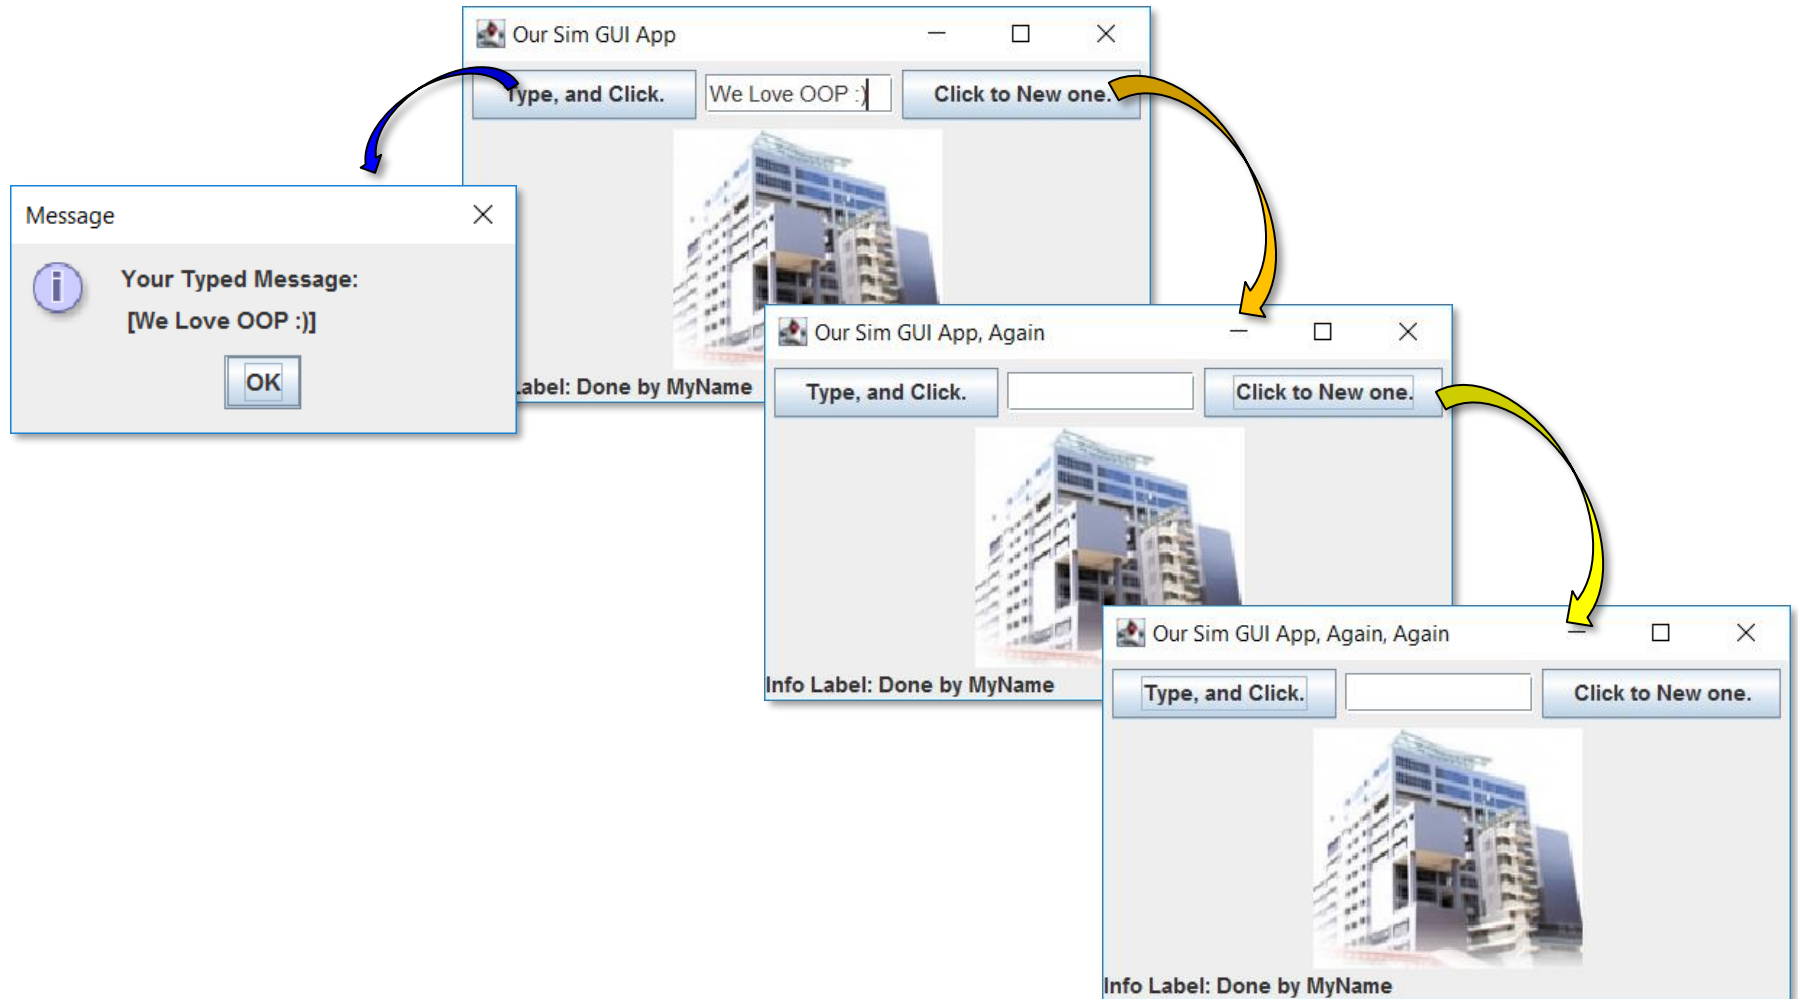 Our Sim GUI App
Type, and Click.
We Love OOP :)
Click to New one.
Message
Your Typed Message:
[We Love OOP :)]
OK
abel: Done by MyName
Our Sim GUI App, Again
Type, and Click.
Click to New one.
Info Label: Done by MyName
Our Sim GUI App, Again, Again
Type, and Click.
Click to New one.
Info Label: Done by MyName